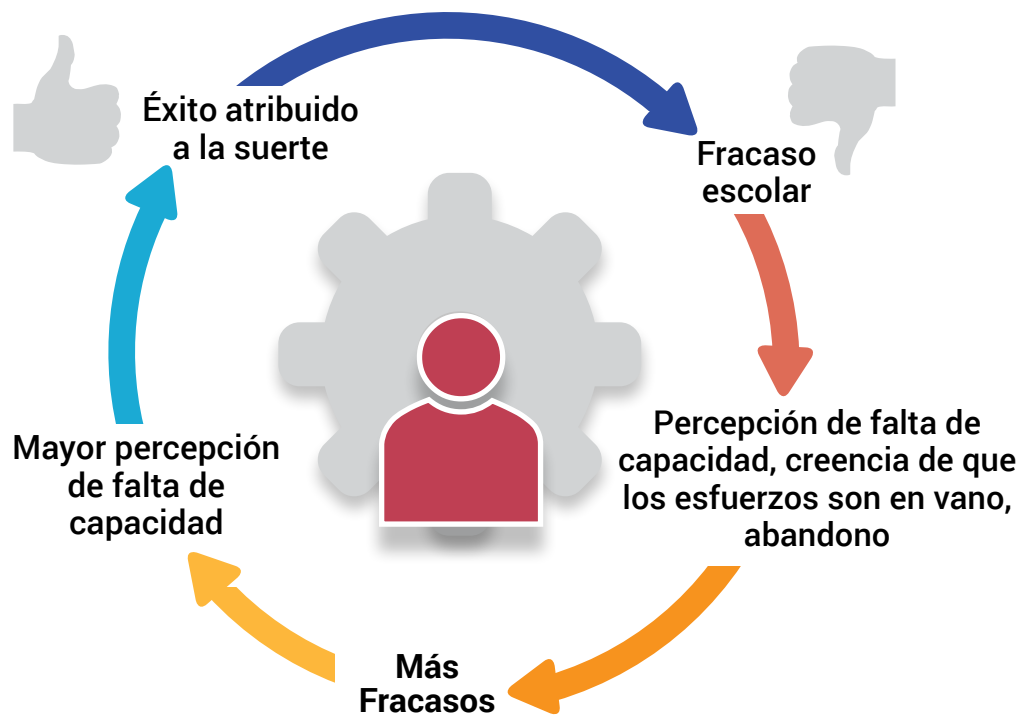 Éxito atribuido
a la suerte
Fracaso
escolar
Percepción de falta de
capacidad, creencia de que
los esfuerzos son en vano,
abandono
Más
Fracasos
Mayor percepción
de falta de
capacidad